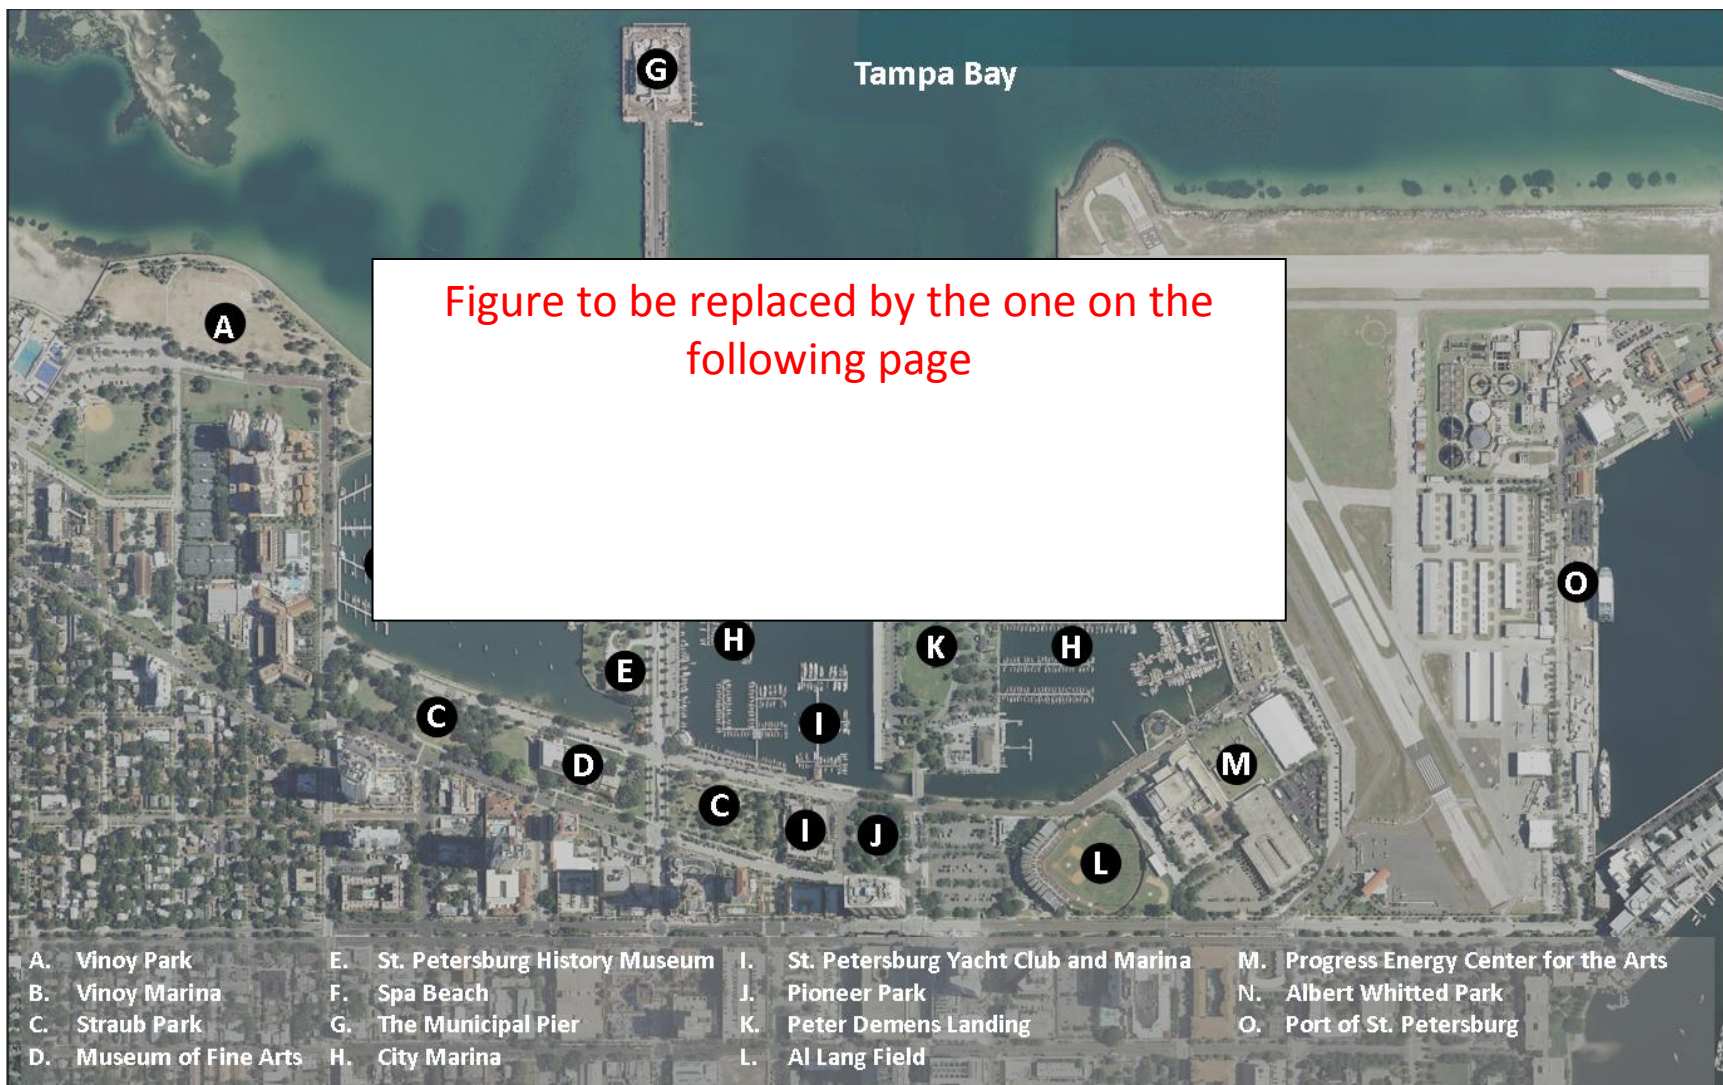 G
Tampa Bay
Figure to be replaced by the one on the
following page
A
O
H
K
H
E
C
I
D
M
C
I
J
L
A. Vinoy Park
B. Vinoy Marina
C. Straub Park
D. Museum of Fine Arts
E. St. Petersburg History Museum
F. Spa Beach
G. The Municipal Pier
H. City Marina
I. St. Petersburg Yacht Club and Marina
J. Pioneer Park
K. Peter Demens Landing
L. Al Lang Field
M. Progress Energy Center for the Arts
N. Albert Whitted Park
O. Port of St. Petersburg